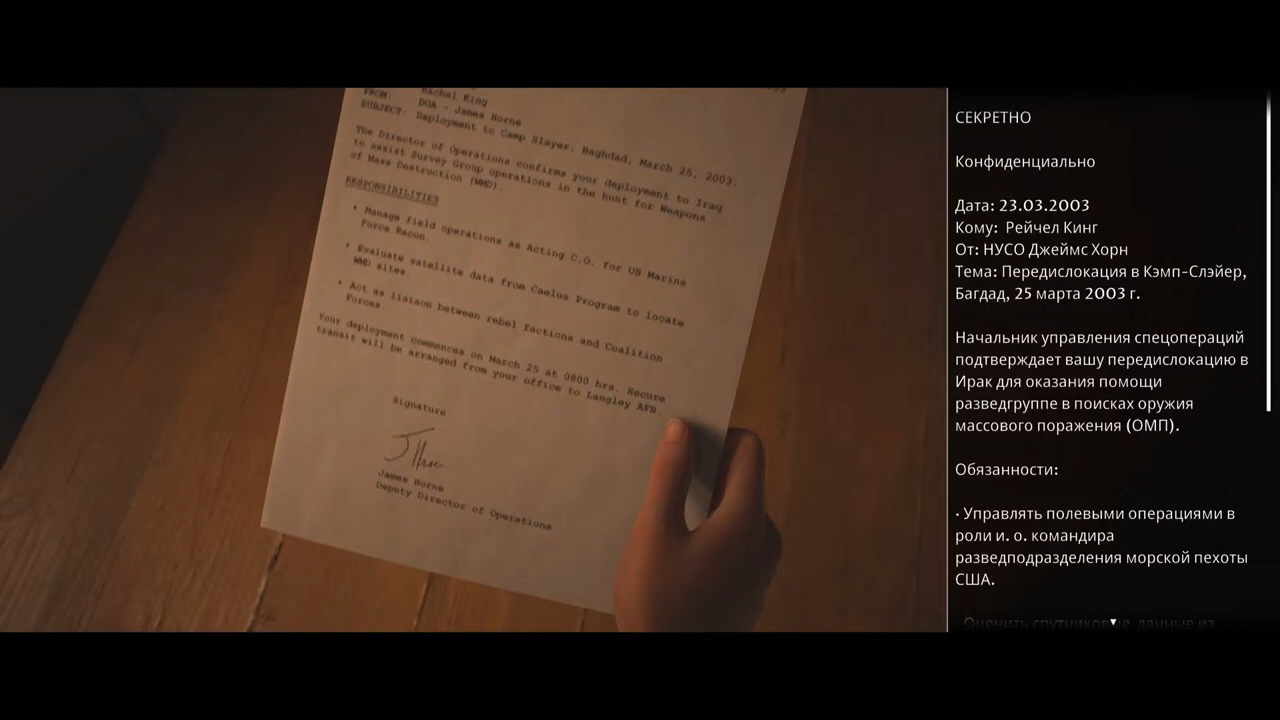 Rachel King
FROM: DOA - James Horne
SUBJECT: Deployment to Camp Slayer, Baghdad, March 25, 2003.
The Director of Operations confirms your deployment to Iraq
to assist Survey Group operations in the hunt for Weapons
of Mass Destruction (WMD).
RESPONSIBILITIES
• Manage field operations as Acting C.O. for US Marine
Force Recon.
• Evaluate satellite data from Caelus Program to locate
WMD sites.
• Act as liaison between rebel factions and Coalition
Forces.
Your deployment commences on March 25 at 0800 hrs. Secure
transit will be arranged from your office to Langley AFB.
Signature
James Horne
Deputy Director of Operations
СЕКРЕТНО
Конфиденциально
Дата: 23.03.2003
Кому: Рейчел Кинг
От: НУСО Джеймс Хорн
Тема: Передислокация в Кэмп-Слэйер,
Багдад, 25 марта 2003 г.
Начальник управления спецопераций
подтверждает вашу передислокацию в
Ирак для оказания помощи
разведгруппе в поисках оружия
массового поражения (ОМП).
Обязанности:
· Управлять полевыми операциями в
роли и. о. командира
разведподразделения морской пехоты
США.
· Оценить спутниковые данные из